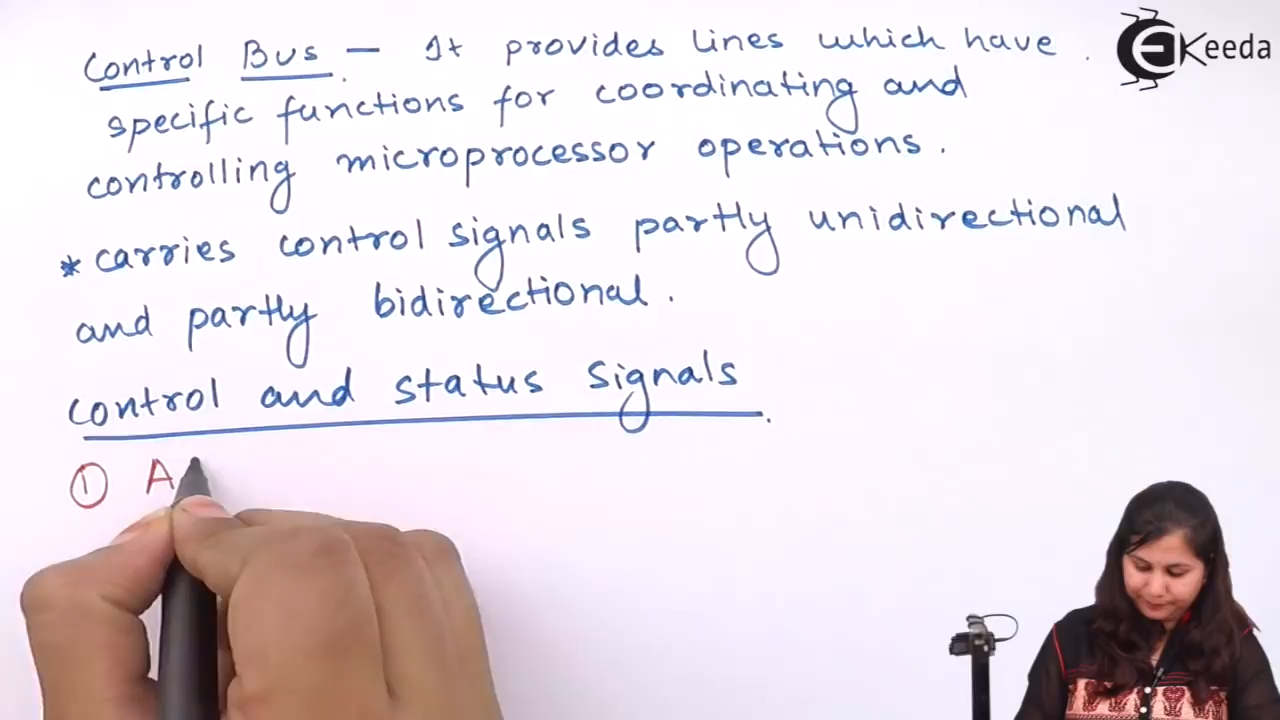 Control Bus - It provides lines which have
specific functions for coordinating and
controlling microprocessor operations.
* carries control signals partly unidirectional
and partly bidirectional.
control and status signals
① A
EKeeda